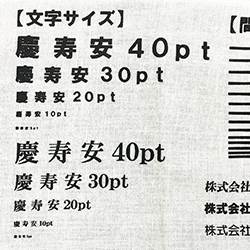 【文字サイズ】
慶寿安 40pt
慶寿安 30pt
慶寿安 20pt
慶寿安 10pt
慶寿安 40pt
慶寿安 30pt
慶寿安 20pt
慶寿安 10pt
【間
株式会社
株式会社
株式会社